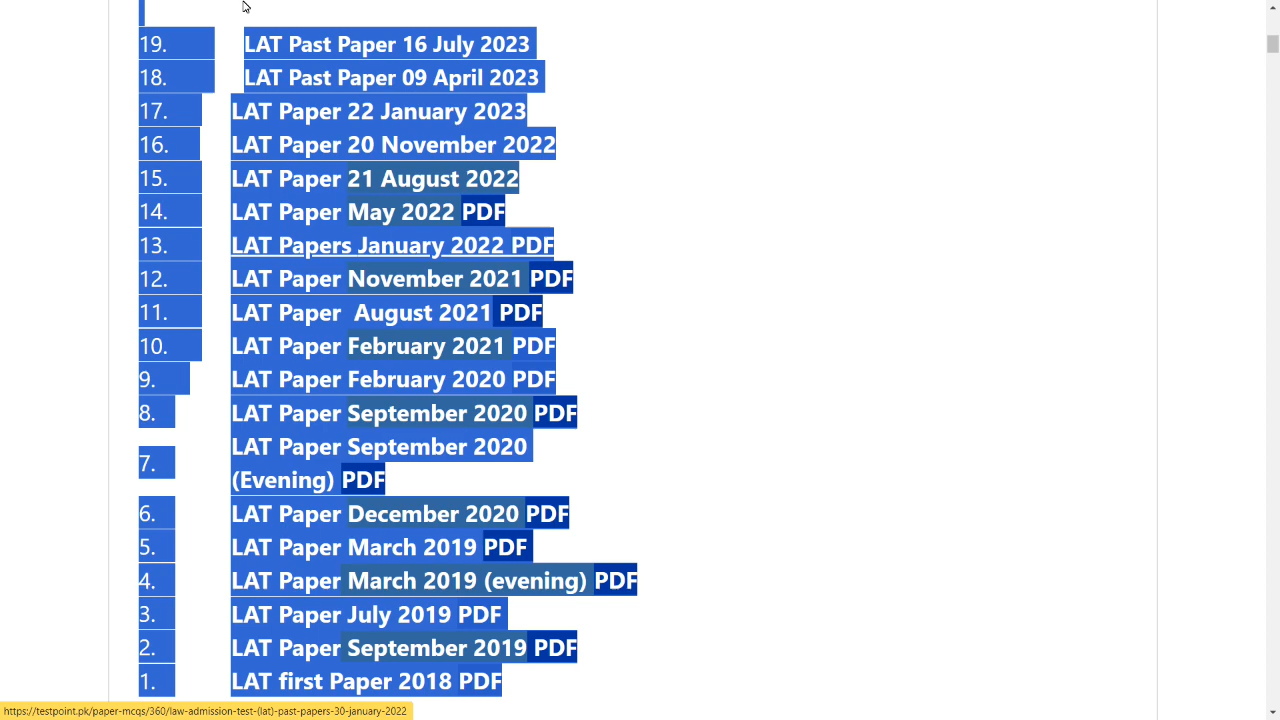 19. LAT Past Paper 16 July 2023
18. LAT Past Paper 09 April 2023
17. LAT Paper 22 January 2023
16. LAT Paper 20 November 2022
15. LAT Paper 21 August 2022
14. LAT Paper May 2022 PDF
13. LAT Papers January 2022 PDF
12. LAT Paper November 2021 PDF
11. LAT Paper  August 2021 PDF
10. LAT Paper February 2021 PDF
9. LAT Paper February 2020 PDF
8. LAT Paper September 2020 PDF
7. LAT Paper September 2020
(Evening) PDF
6. LAT Paper December 2020 PDF
5. LAT Paper March 2019 PDF
4. LAT Paper March 2019 (evening) PDF
3. LAT Paper July 2019 PDF
2. LAT Paper September 2019 PDF
1. LAT first Paper 2018 PDF
https://testpoint.pk/paper-mcqs/360/law-admission-test-(lat)-past-papers-30-january-2022